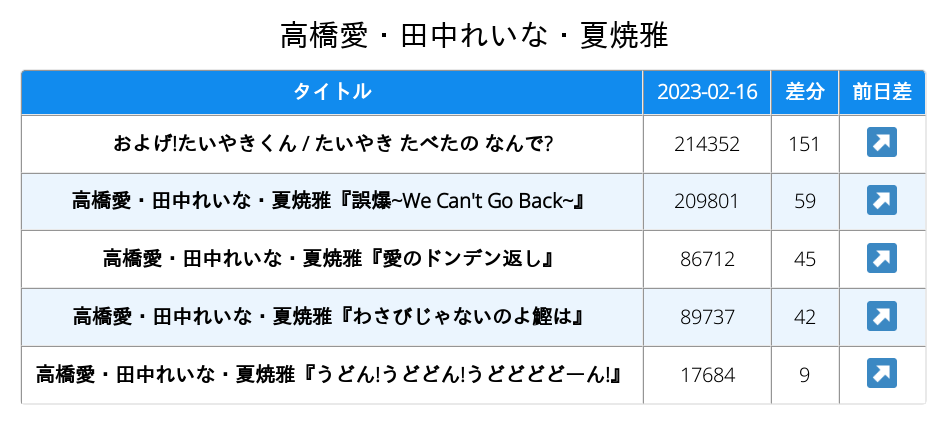 高橋愛・田中れいな・夏焼雅
タイトル 2023-02-16 差分 前日差
およげ!たいやきくん / たいやき たべたの なんで? 214352 151 ↗
高橋愛・田中れいな・夏焼雅『誤爆~We Can't Go Back~』 209801 59 ↗
高橋愛・田中れいな・夏焼雅『愛のドンデン返し』 86712 45 ↗
高橋愛・田中れいな・夏焼雅『わさびじゃないのよ鰹は』 89737 42 ↗
高橋愛・田中れいな・夏焼雅『うどん!うどどん!うどどどどーん!』 17684 9 ↗